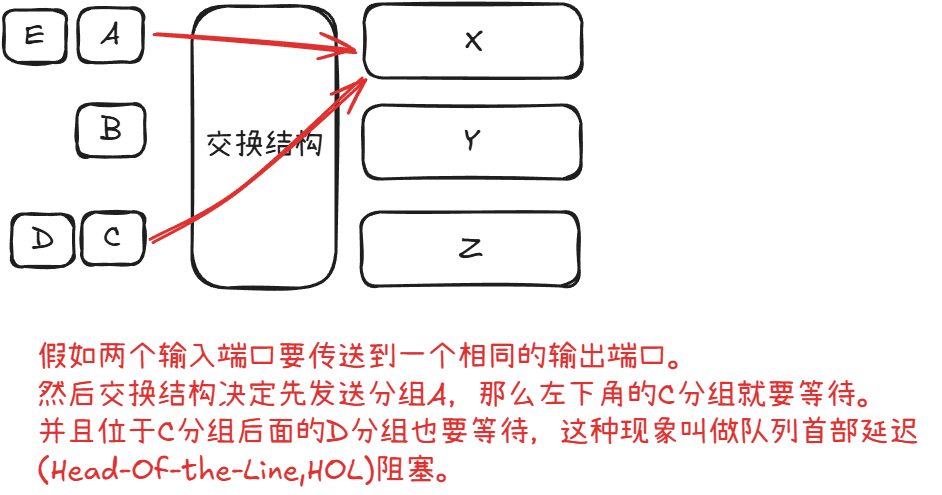 E A X
B 交换结构 Y
D C Z
假如两个输入端口要传送到一个相同的输出端口。
然后交换结构决定先发送分组A，那么左下角的C分组就要等待。
并且位于C分组后面的D分组也要等待，这种现象叫做队列首部延迟
(Head-Of-the-Line,HOL)阻塞。